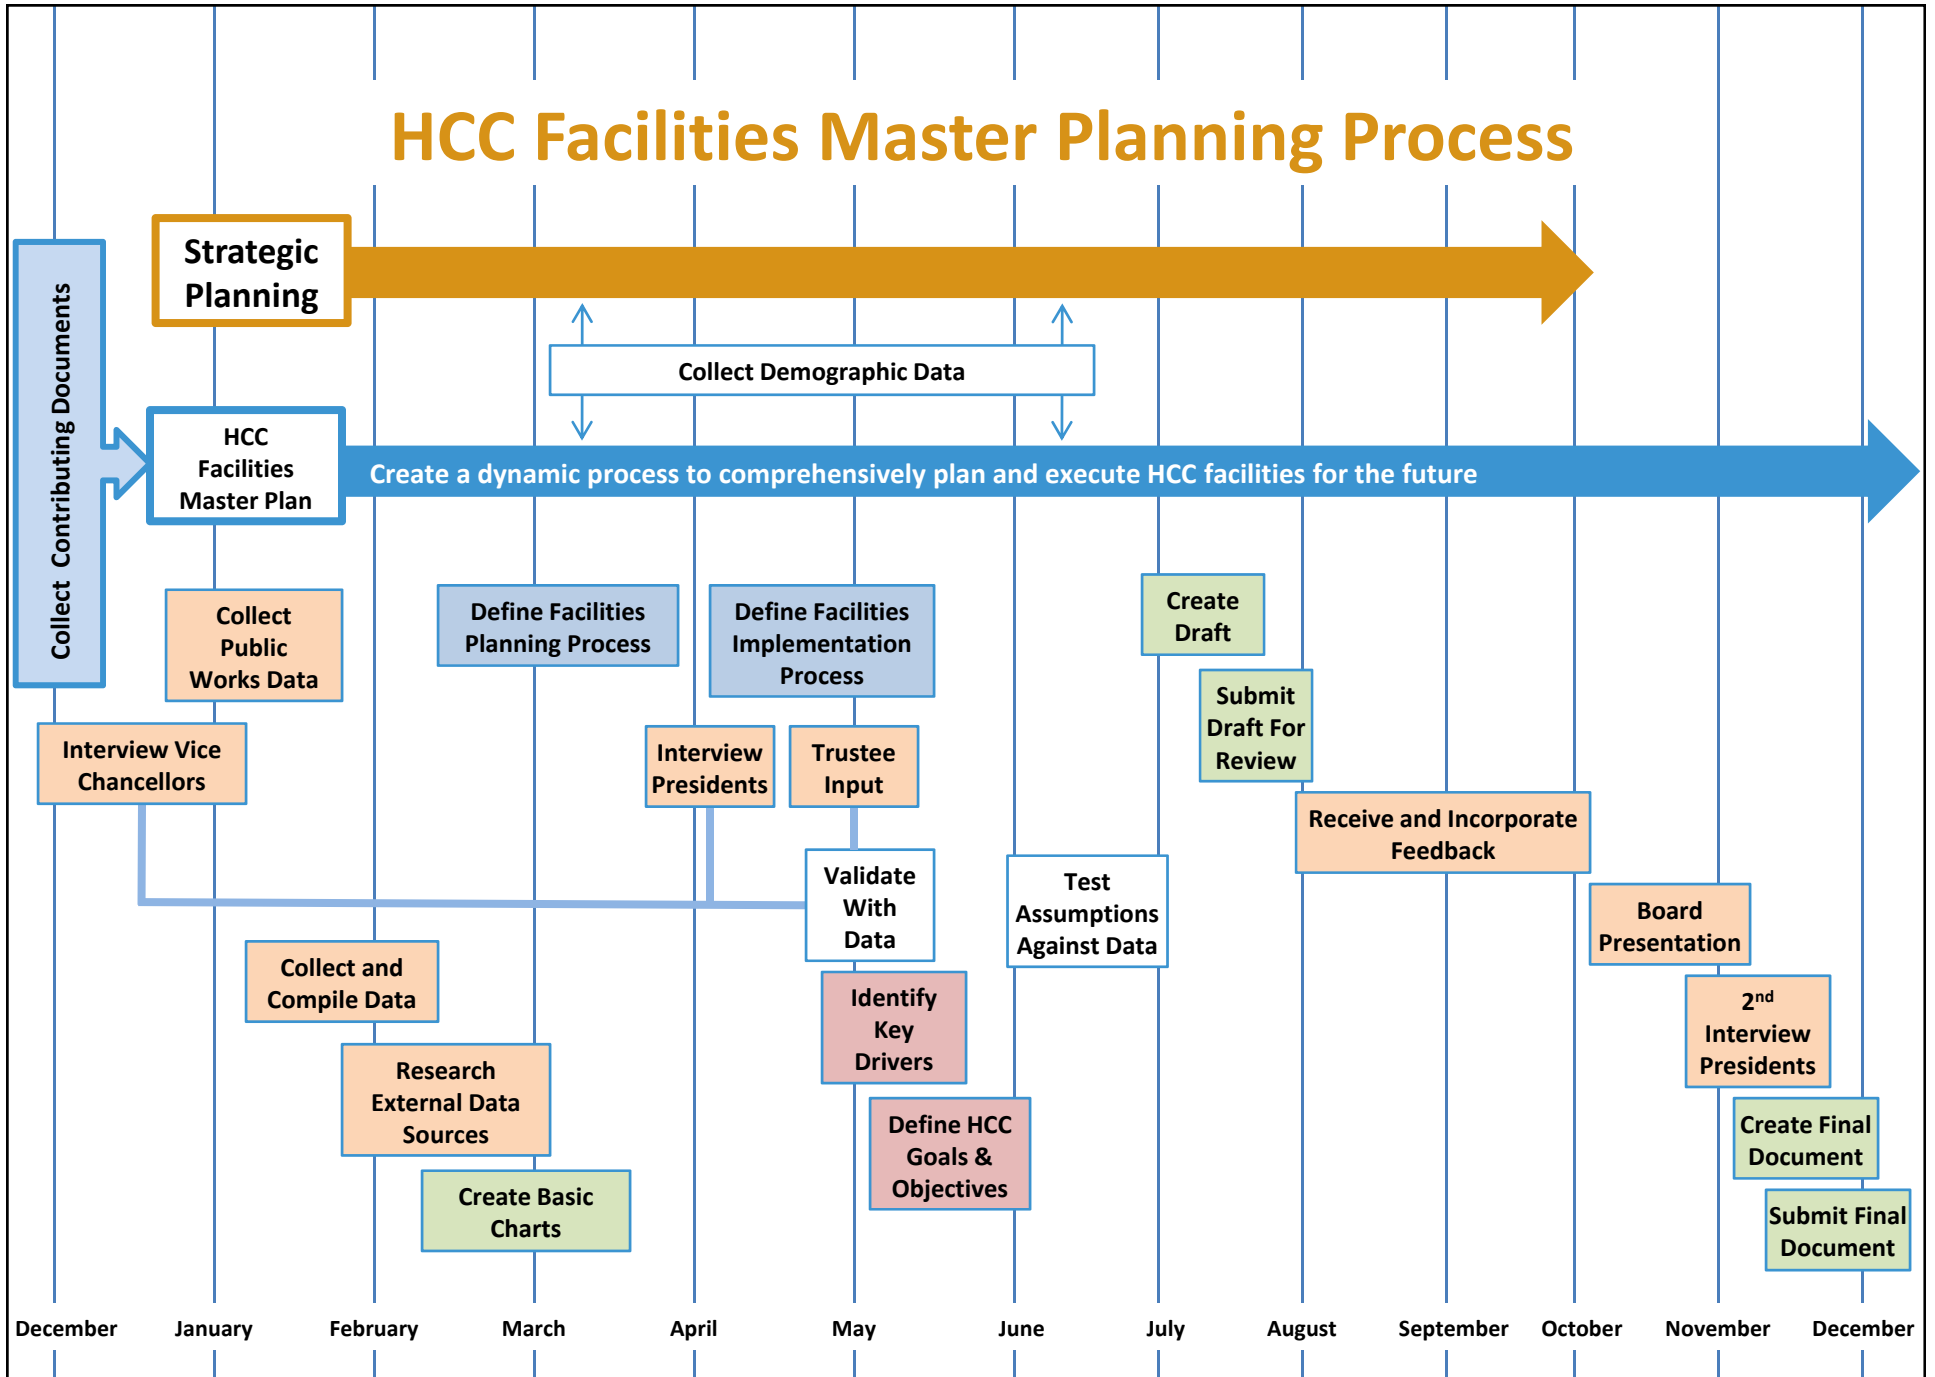 HCC Facilities Master Planning Process
Strategic
Planning
Collect Contributing Documents
Collect Demographic Data
HCC
Facilities
Master Plan
Create a dynamic process to comprehensively plan and execute HCC facilities for the future
Collect
Public
Works Data
Define Facilities
Planning Process
Define Facilities
Implementation
Process
Create
Draft
Submit
Draft For
Review
Interview Vice
Chancellors
Interview
Presidents
Trustee
Input
Receive and Incorporate
Feedback
Validate
With
Data
Test
Assumptions
Against Data
Board
Presentation
Collect and
Compile Data
Identify
Key
Drivers
2nd
Interview
Presidents
Research
External Data
Sources
Define HCC
Goals &
Objectives
Create Final
Document
Create Basic
Charts
Submit Final
Document
December January February March April May June July August September October November December